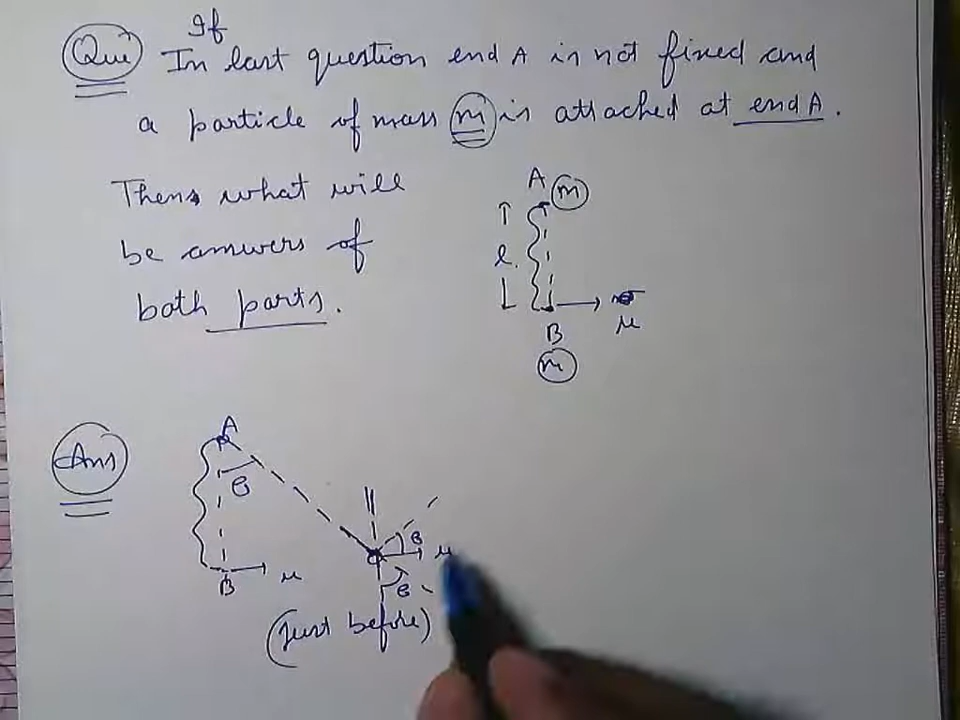 If
Que In last question end A is not fixed and
a particle of mass m is attached at end A.
Then, what will
be answers of
both parts.
A m
l
B μ
m
Ans
A
θ
B μ
θ μ
θ
(Just before)